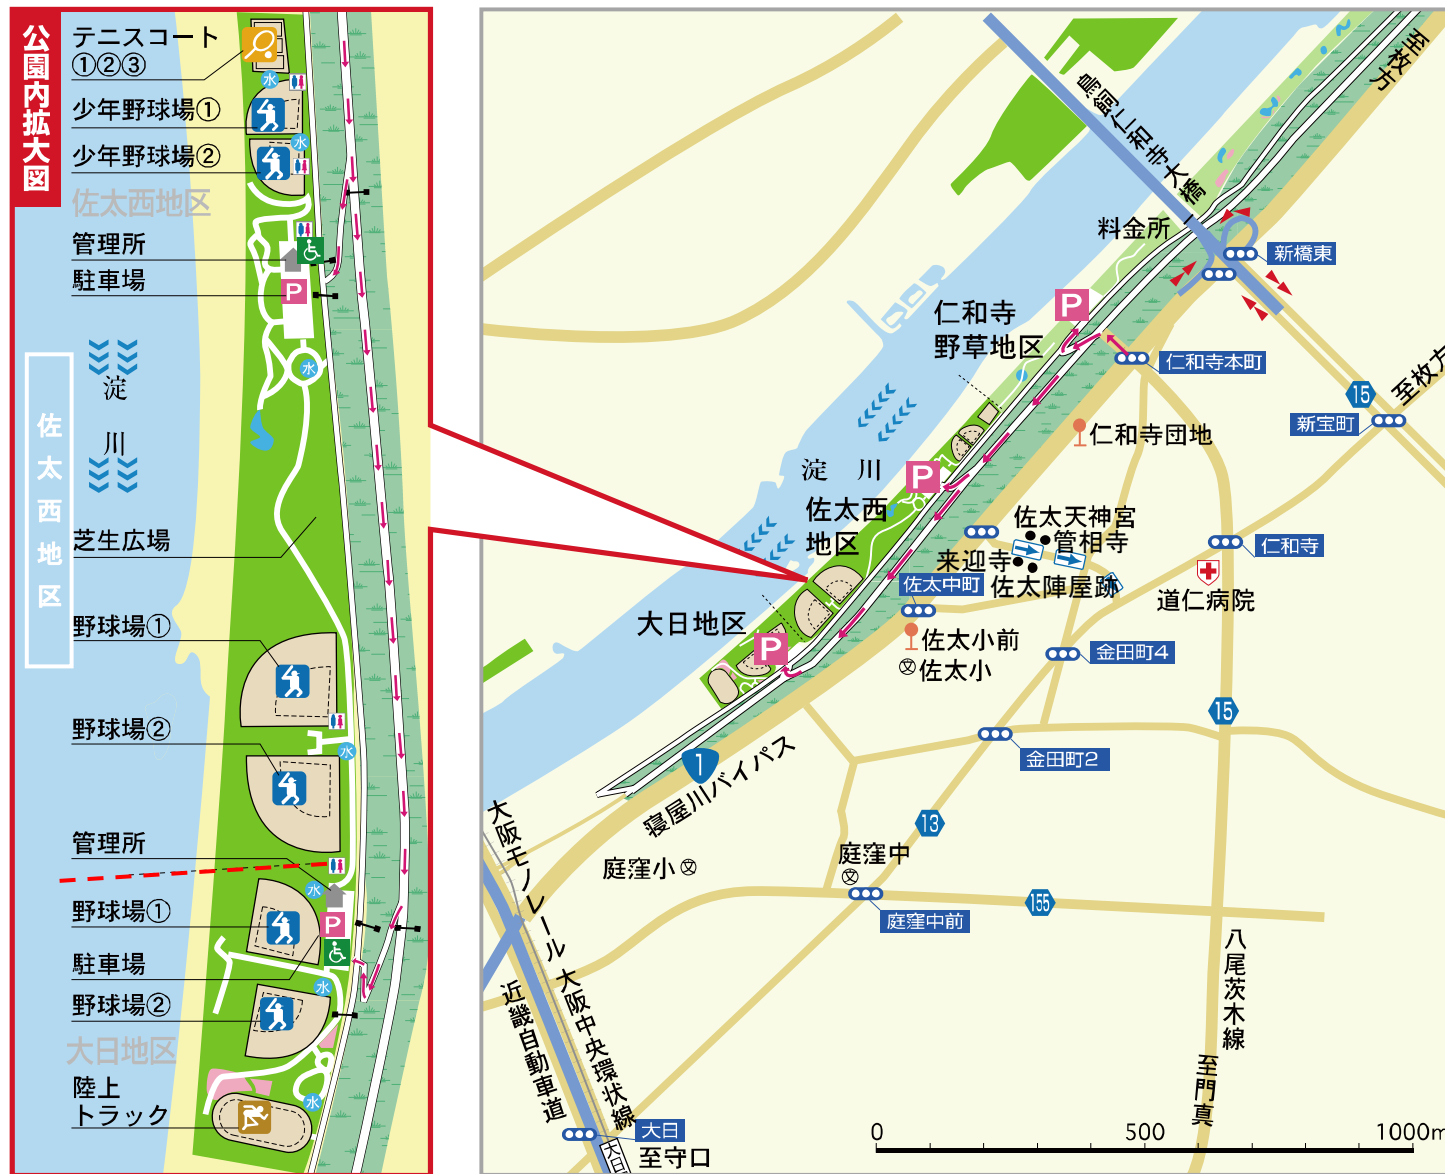 公園内拡大図
テニスコート
①②③
少年野球場①
少年野球場②
佐太西地区
管理所
駐車場
淀
川
佐太西地区
芝生広場
野球場①
野球場②
管理所
野球場①
駐車場
野球場②
大日地区
陸上
トラック
水
水
水
水
水
水
水
P
P
至枚方
鳥飼仁和寺大橋
料金所
新橋東
仁和寺
野草地区
P
仁和寺本町
至枚方
15
新宝町
仁和寺団地
淀 川
P
佐太西
地区
佐太天神宮
菅相寺
来迎寺
佐太陣屋跡
仁和寺
道仁病院
佐太中町
大日地区
P
佐太小前
文佐太小
金田町4
15
金田町2
1
寝屋川バイパス
13
庭窪小文
庭窪中
文
庭窪中前
155
大阪モノレール
大阪中央環状線
近畿自動車道
八尾茨木線
至門真
大日
至守口
大日
0
500
1000m